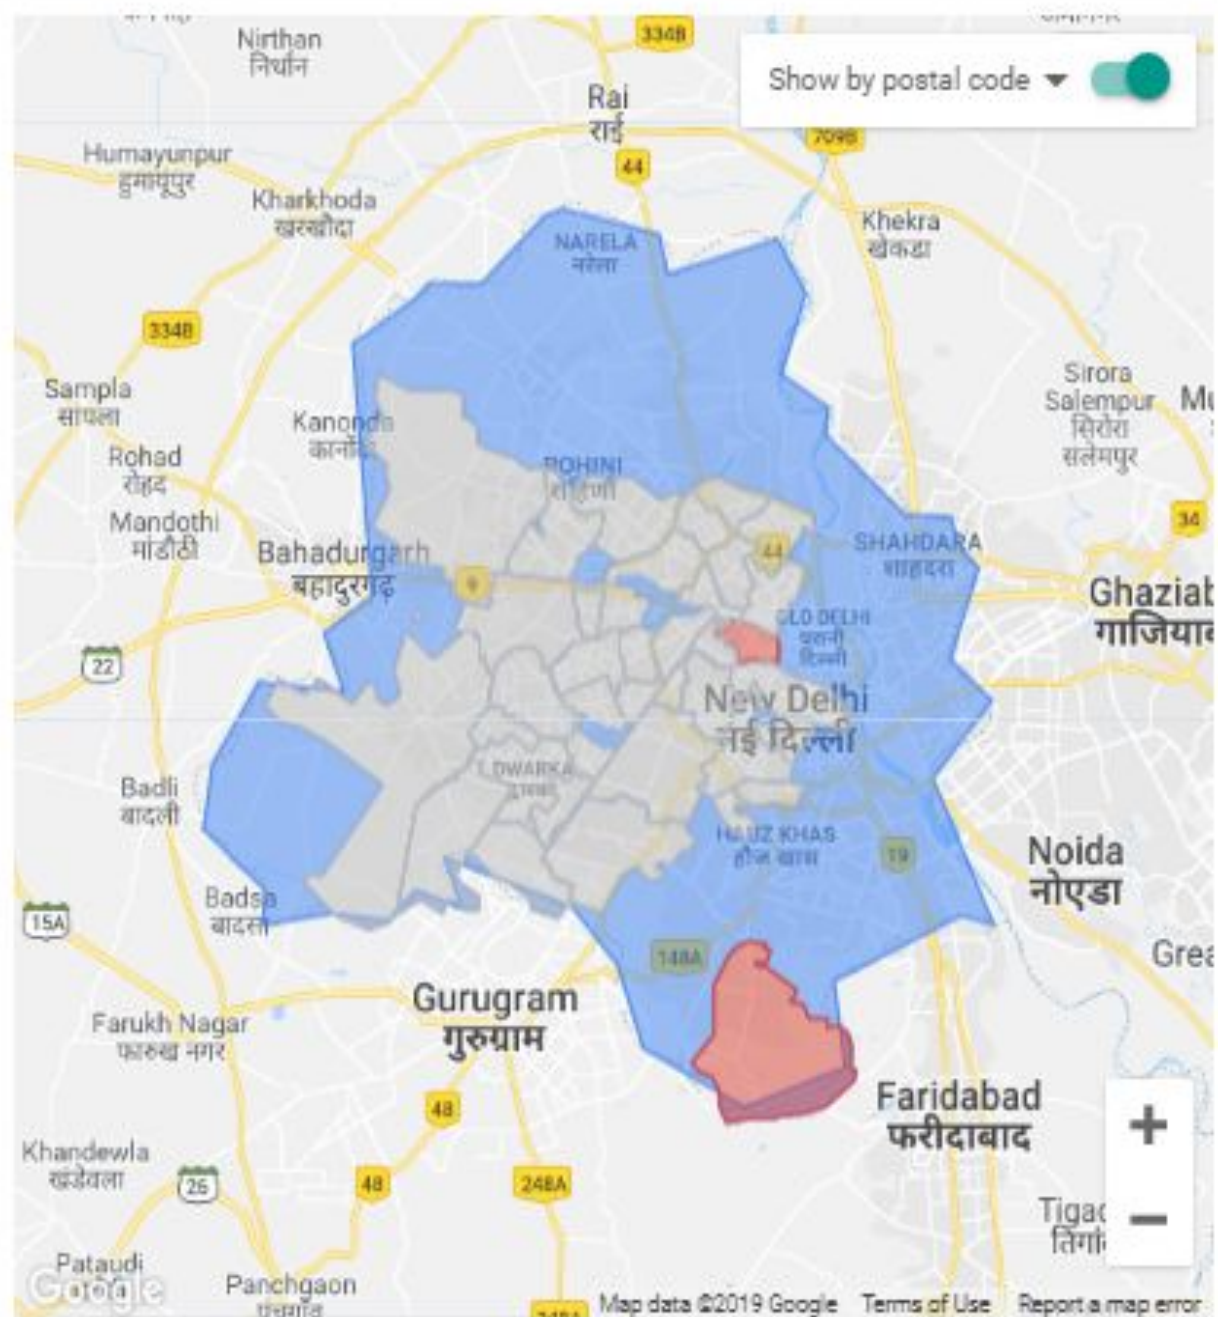 Nirthan
निर्थान
334B
Show by postal code
Rai
राई
709B
44
Humayunpur
हुमायूपुर
Kharkhoda
खरखौदा
Khekra
खेकडा
NARELA
नरेला
334B
Sampla
सांपला
Sirora
Salempur
सिरोरा
सलेमपुर
Kanonda
Rohad
रोहद
ROHINI
रोहिणी
34
Mandothi
मांडौठी
Bahadurgarh
बहादुरगढ़
44
SHAHDARA
शाहदरा
9
OLD DELHI
पुरानी
दिल्ली
22
New Delhi
नई दिल्ली
DWARKA
Badli
बादली
HAUZ KHAS
हौज खास
19
Noida
नोएडा
Badsa
बादसा
15A
148A
Gurugram
गुरुग्राम
Farukh Nagar
फारुख नगर
48
Faridabad
फरीदाबाद
+
Khandewla
खंडेवला
26
48
248A
−
Pataudi
Google
Panchgaon
Map data ©2019 Google Terms of Use Report a map error